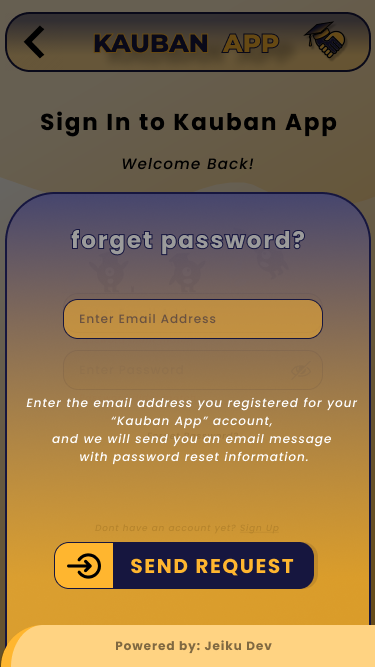 KAUBAN APP
Sign In to Kauban App
Welcome Back!
forget password?
Enter Email Address
Enter the email address you registered for your
“Kauban App” account,
and we will send you an email message
with password reset information.
Dont have an account yet? Sign Up
SEND REQUEST
Powered by: Jeiku Dev